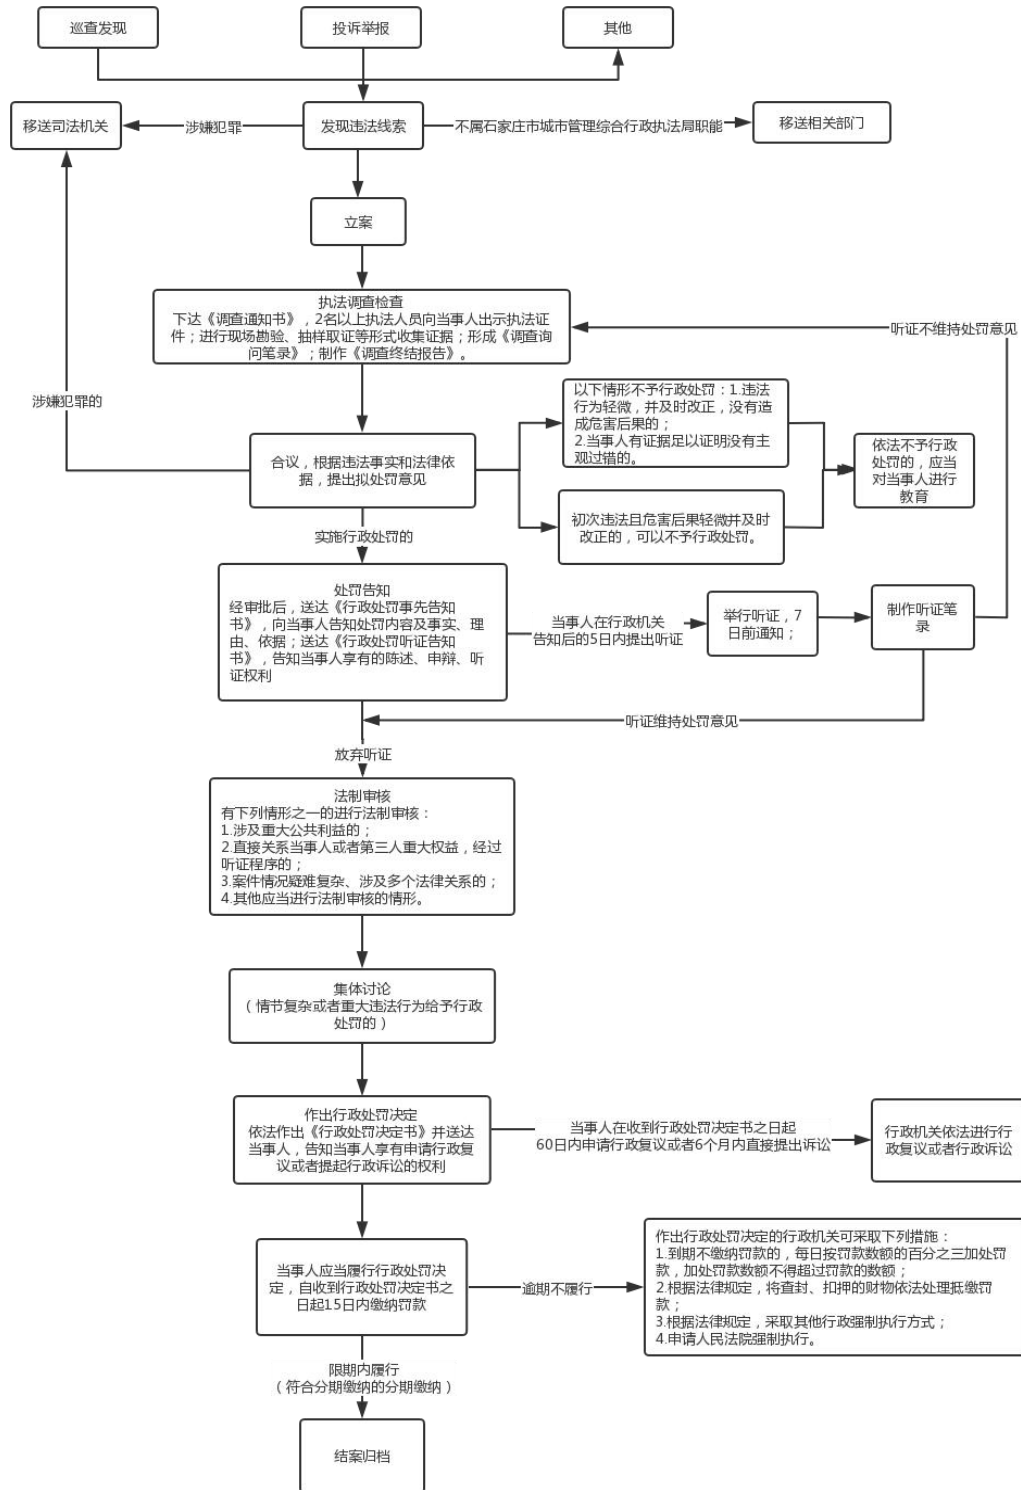 巡查发现
投诉举报
其他
移送司法机关
涉嫌犯罪
发现违法线索
不属石家庄市城市管理综合行政执法局职能
移送相关部门
立案
执法调查检查
下达《调查通知书》，2名以上执法人员向当事人出示执法证
件；进行现场勘验、抽样取证等形式收集证据；形成《调查询
问笔录》；制作《调查终结报告》。
听证不维持处罚意见
涉嫌犯罪的
合议，根据违法事实和法律依
据，提出拟处罚意见
以下情形不予行政处罚：1.违法
行为轻微，并及时改正，没有造
成危害后果的；
2.当事人有证据足以证明没有主
观过错的。
依法不予行政
处罚的，应当
对当事人进行
教育
初次违法且危害后果轻微并及时
改正的，可以不予行政处罚。
实施行政处罚的
处罚告知
经审批后，送达《行政处罚事先告知
书》，向当事人告知处罚内容及事实、理
由、依据；送达《行政处罚听证告知
书》，告知当事人享有的陈述、申辩、听
证权利
当事人在行政机关
告知后的5日内提出听证
举行听证，7
日前通知；
制作听证笔
录
听证维持处罚意见
放弃听证
法制审核
有下列情形之一的进行法制审核：
1.涉及重大公共利益的；
2.直接关系当事人或者第三人重大权益，经过
听证程序的；
3.案件情况疑难复杂、涉及多个法律关系的；
4.其他应当进行法制审核的情形。
集体讨论
（情节复杂或者重大违法行为给予行政
处罚的）
作出行政处罚决定
依法作出《行政处罚决定书》并送达
当事人，告知当事人享有申请行政复
议或者提起行政诉讼的权利
当事人在收到行政处罚决定书之日起
60日内申请行政复议或者6个月内直接提出诉讼
行政机关依法进行行
政复议或者行政诉讼
当事人应当履行行政处罚决
定，自收到行政处罚决定书之
日起15日内缴纳罚款
逾期不履行
作出行政处罚决定的行政机关可采取下列措施：
1.到期不缴纳罚款的，每日按罚款数额的百分之三加处罚
款，加处罚款数额不得超过罚款的数额；
2.根据法律规定，将查封、扣押的财物依法处理抵缴罚
款；
3.根据法律规定，采取其他行政强制执行方式；
4.申请人民法院强制执行。
限期内履行
（符合分期缴纳的分期缴纳）
结案归档